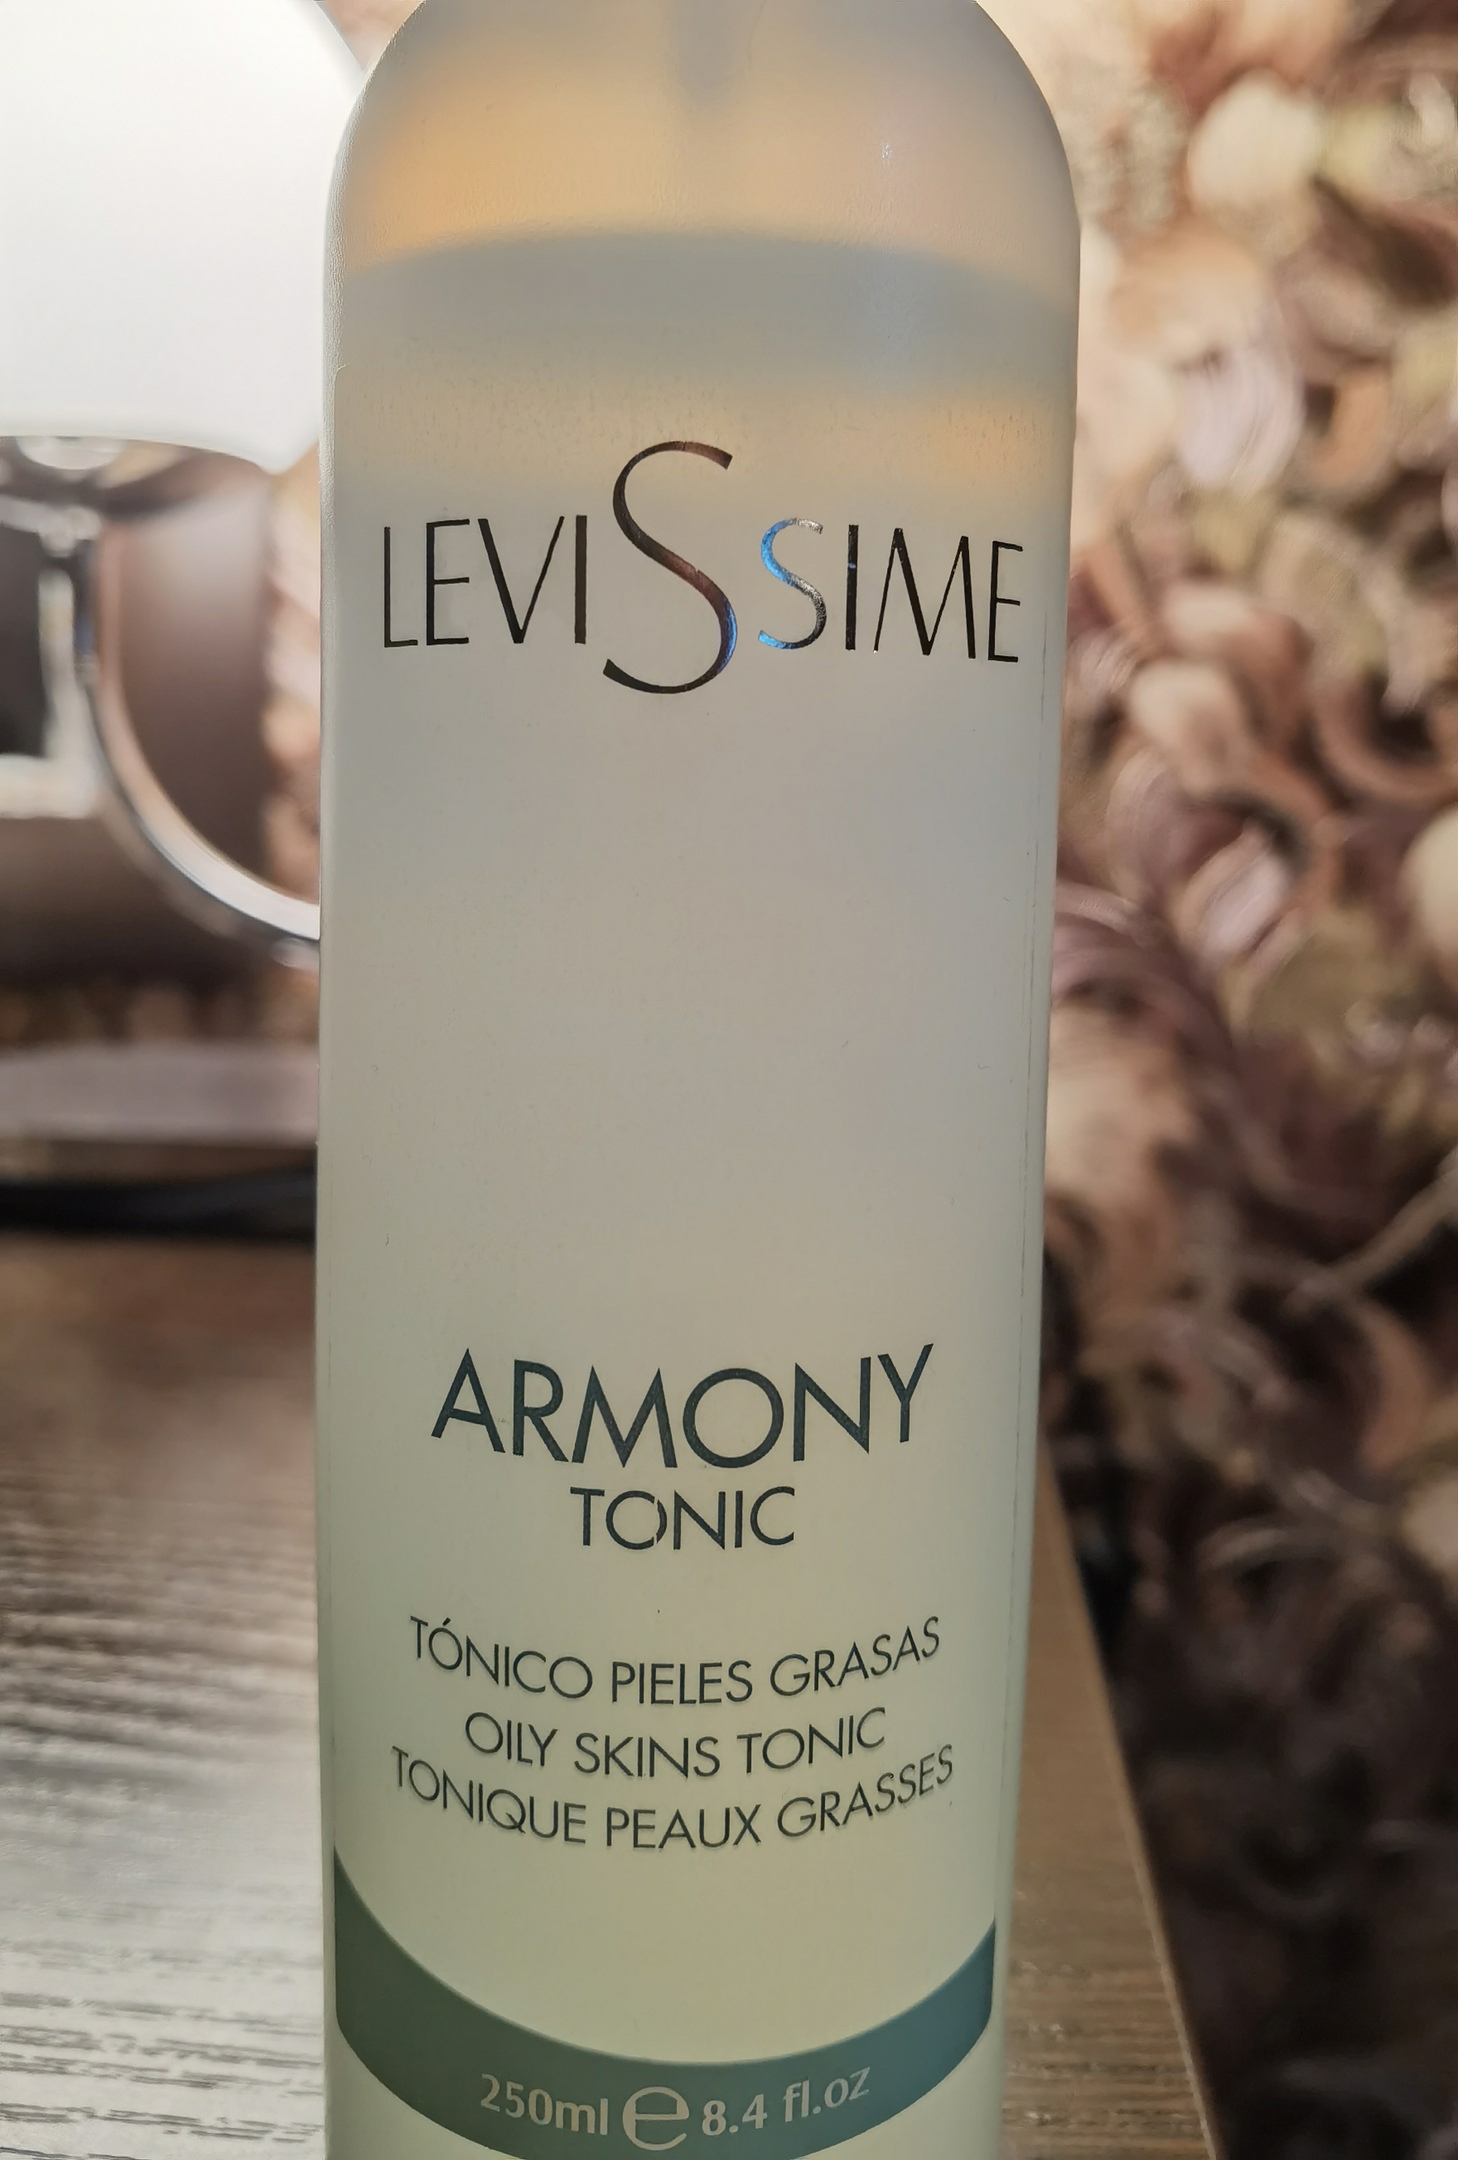 LEVISSIME
ARMONY
TONIC
TÓNICO PIELES GRASAS
OILY SKINS TONIC
TONIQUE PEAUX GRASSES
250ml e 8.4 fl.oz